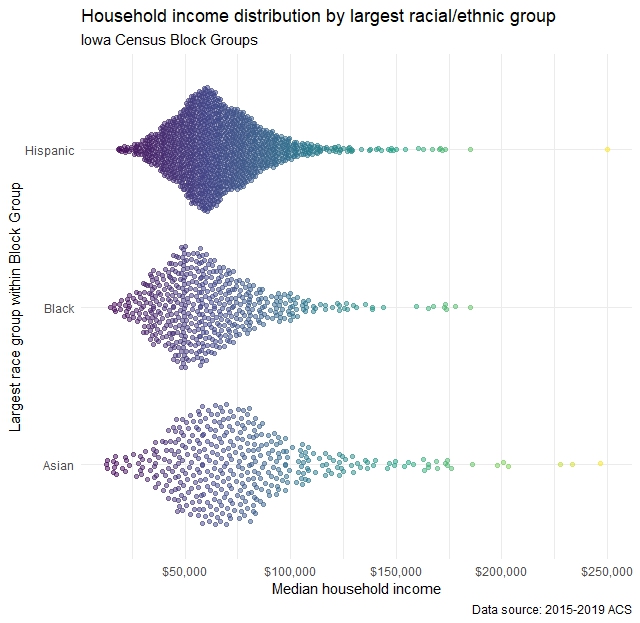 Household income distribution by largest racial/ethnic group
Iowa Census Block Groups
Largest race group within Block Group
Hispanic
Black
Asian
$50,000
$100,000
$150,000
$200,000
$250,000
Median household income
Data source: 2015-2019 ACS